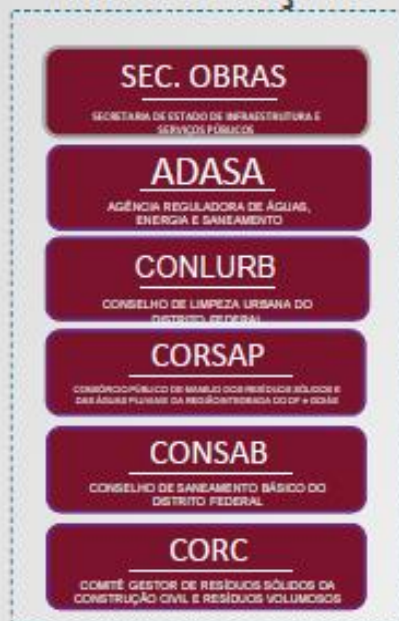 SEC. OBRAS
SECRETARIA DE ESTADO DE INFRAESTRUTURA E
SERVIÇOS PÚBLICOS
ADASA
AGÊNCIA REGULADORA DE ÁGUAS,
ENERGIA E SANEAMENTO
CONLURB
CONSELHO DE LIMPEZA URBANA DO
DISTRITO FEDERAL
CORSAP
CONSÓRCIO PÚBLICO DE MANEJO DOS RESÍDUOS SÓLIDOS E
DAS ÁGUAS PLUVIAIS DA REGIÃO INTEGRADA DO DF e GOIÁS
CONSAB
CONSELHO DE SANEAMENTO BÁSICO DO
DISTRITO FEDERAL
CORC
COMITÊ GESTOR DE RESÍDUOS SÓLIDOS DA
CONSTRUÇÃO CIVIL E RESÍDUOS VOLUMOSOS